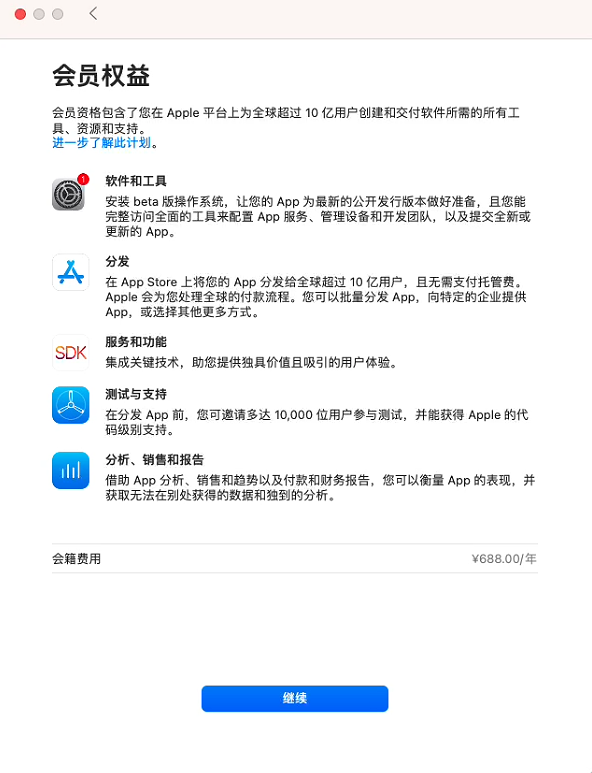 会员权益
会员资格包含了您在 Apple 平台上为全球超过 10 亿用户创建和交付软件所需的所有工
具、资源和支持。
进一步了解此计划。
1
软件和工具
安装 beta 版操作系统，让您的 App 为最新的公开发行版本做好准备，且您能
完整访问全面的工具来配置 App 服务、管理设备和开发团队，以及提交全新或
更新的 App。
分发
在 App Store 上将您的 App 分发给全球超过 10 亿用户，且无需支付托管费。
Apple 会为您处理全球的付款流程。您可以批量分发 App，向特定的企业提供
App，或选择其他更多方式。
SDK
服务和功能
集成关键技术，助您提供独具价值且吸引的用户体验。
测试与支持
在分发 App 前，您可邀请多达 10,000 位用户参与测试，并能获得 Apple 的代
码级别支持。
分析、销售和报告
借助 App 分析、销售和趋势以及付款和财务报告，您可以衡量 App 的表现，并
获取无法在别处获得的数据和独到的分析。
会籍费用 ¥688.00/年
继续